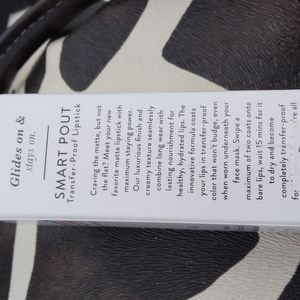 Glides on &
stays on.
SMART POUT
Transfer-Proof Lipstick
Craving the matte, but not
the flat? Meet your new
favorite matte lipstick with
maximum staying power.
Our luxurious finish and
creamy texture seamlessly
combine long wear with
lasting nourishment for
healthy, hydrated lips. The
innovative formula coats
your lips in transfer-proof
color that won't budge, even
when worn underneath your
face mask. Swipe a
maximum of two coats onto
bare lips, wait 15 mins for it
to dry and become
completely transfer-proof
for all